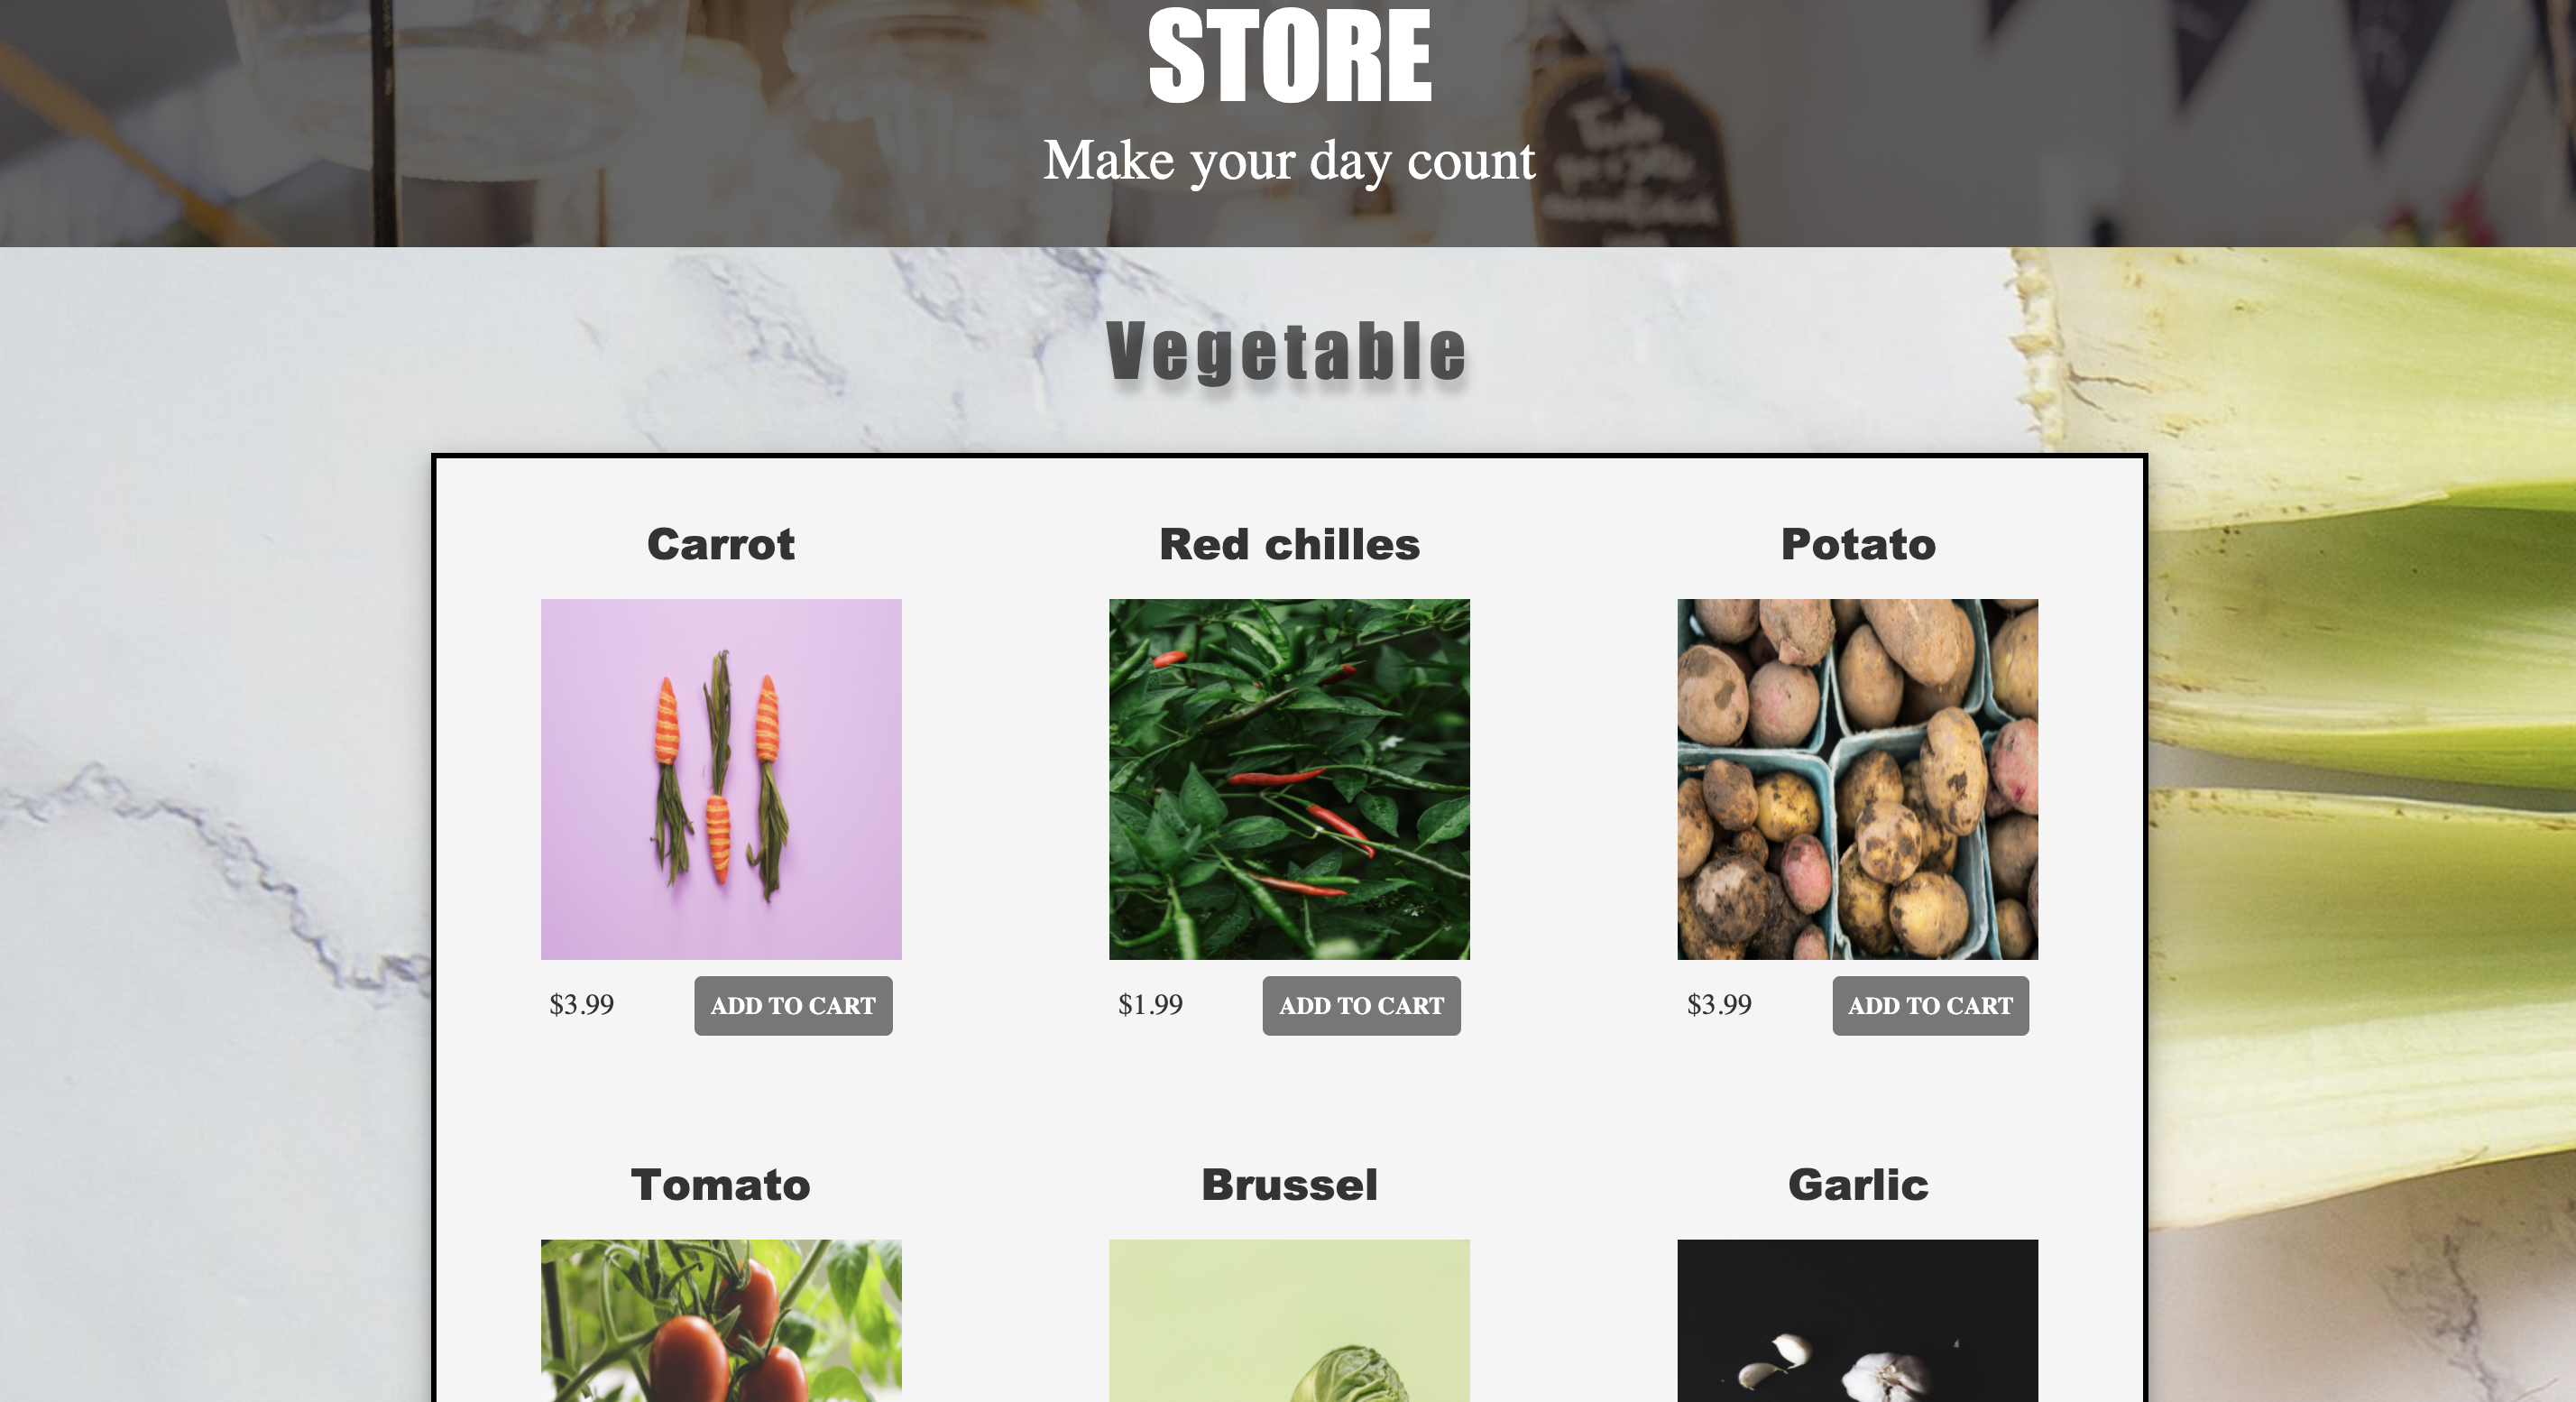 STORE
Make your day count
Vegetable
Carrot
Red chilles
Potato
$3.99
ADD TO CART
$1.99
ADD TO CART
$3.99
ADD TO CART
Tomato
Brussel
Garlic